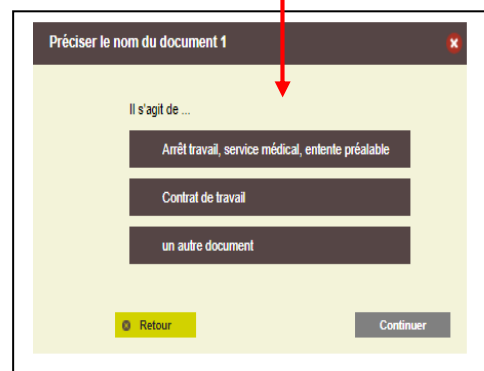 Préciser le nom du document 1
Il s'agit de ...
Arrêt travail, service médical, entente préalable
Contrat de travail
un autre document
Retour
Continuer